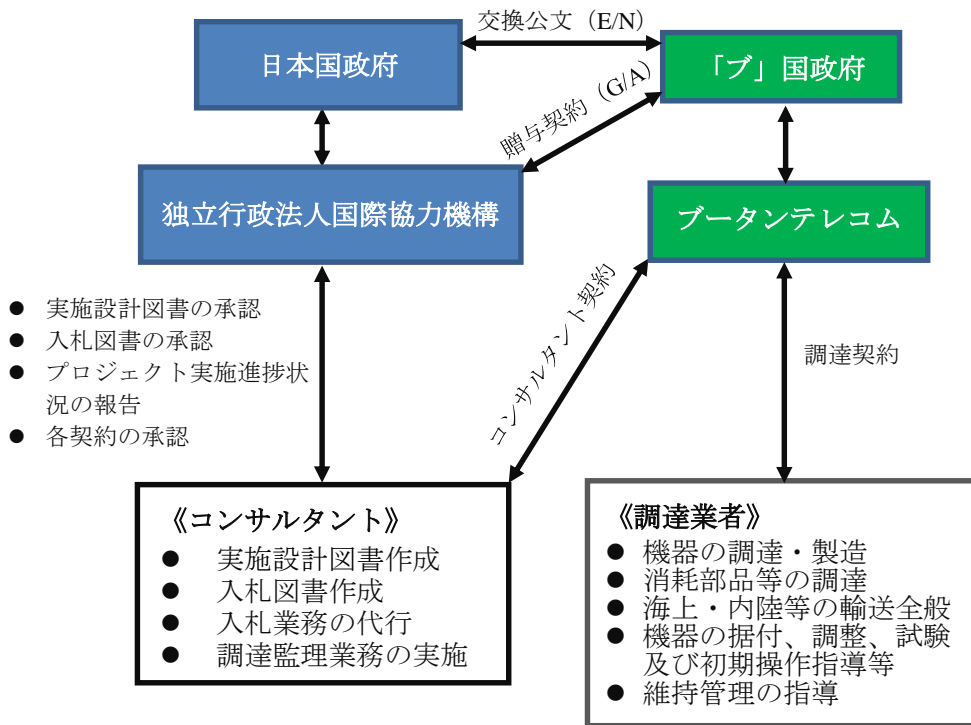 交換公文（E/N）
日本国政府
「ブ」国政府
贈与契約（G/A）
独立行政法人国際協力機構
ブータンテレコム
● 実施設計図書の承認
● 入札図書の承認
● プロジェクト実施進捗状
況の報告
● 各契約の承認
コンサルタント契約
調達契約
《コンサルタント》
● 実施設計図書作成
● 入札図書作成
● 入札業務の代行
● 調達監理業務の実施
《調達業者》
● 機器の調達・製造
● 消耗部品等の調達
● 海上・内陸等の輸送全般
● 機器の据付、調整、試験
及び初期操作指導等
● 維持管理の指導